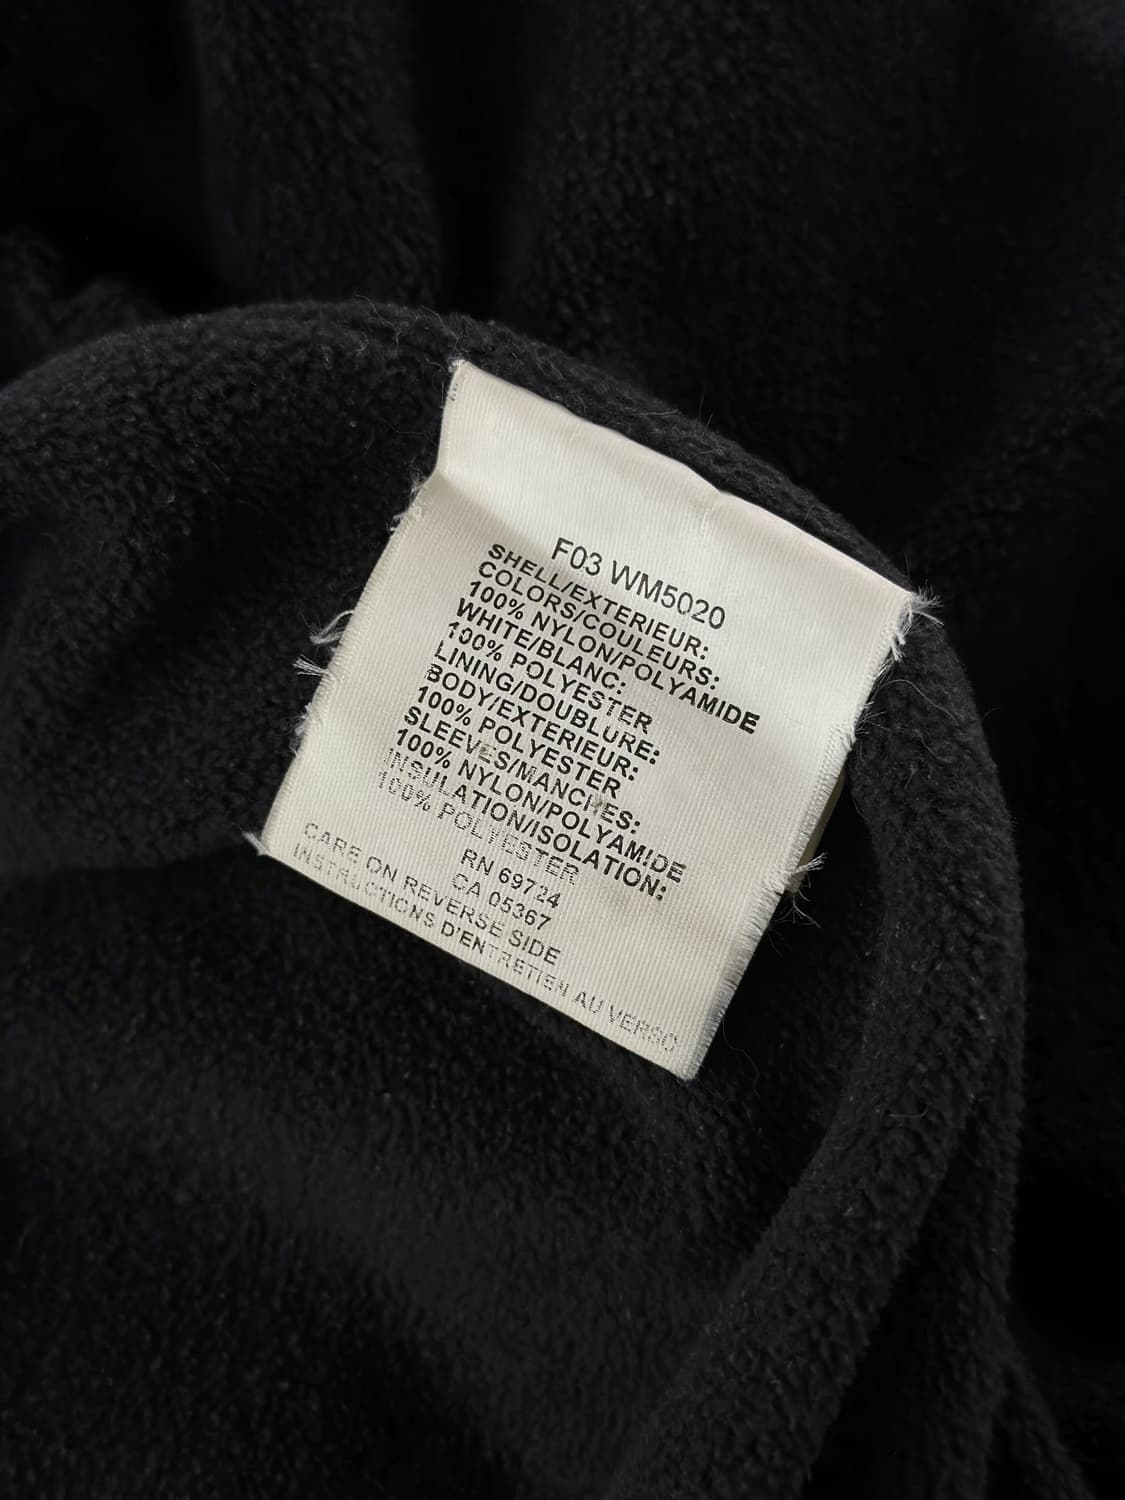 F03 WM5020
SHELL/EXTERIEUR:
COLORS/COULEURS:
100% NYLON/POLYAMIDE
WHITE/BLANC:
100% POLYESTER
LINING/DOUBLURE:
BODY/EXTERIEUR:
100% POLYESTER
SLEEVES/MANCHES:
100% NYLON/POLYAMIDE
INSULATION/ISOLATION:
100% POLYESTER
RN 69724
CA 05367
CARE ON REVERSE SIDE
INSTRUCTIONS D'ENTRETIEN AU VERSO